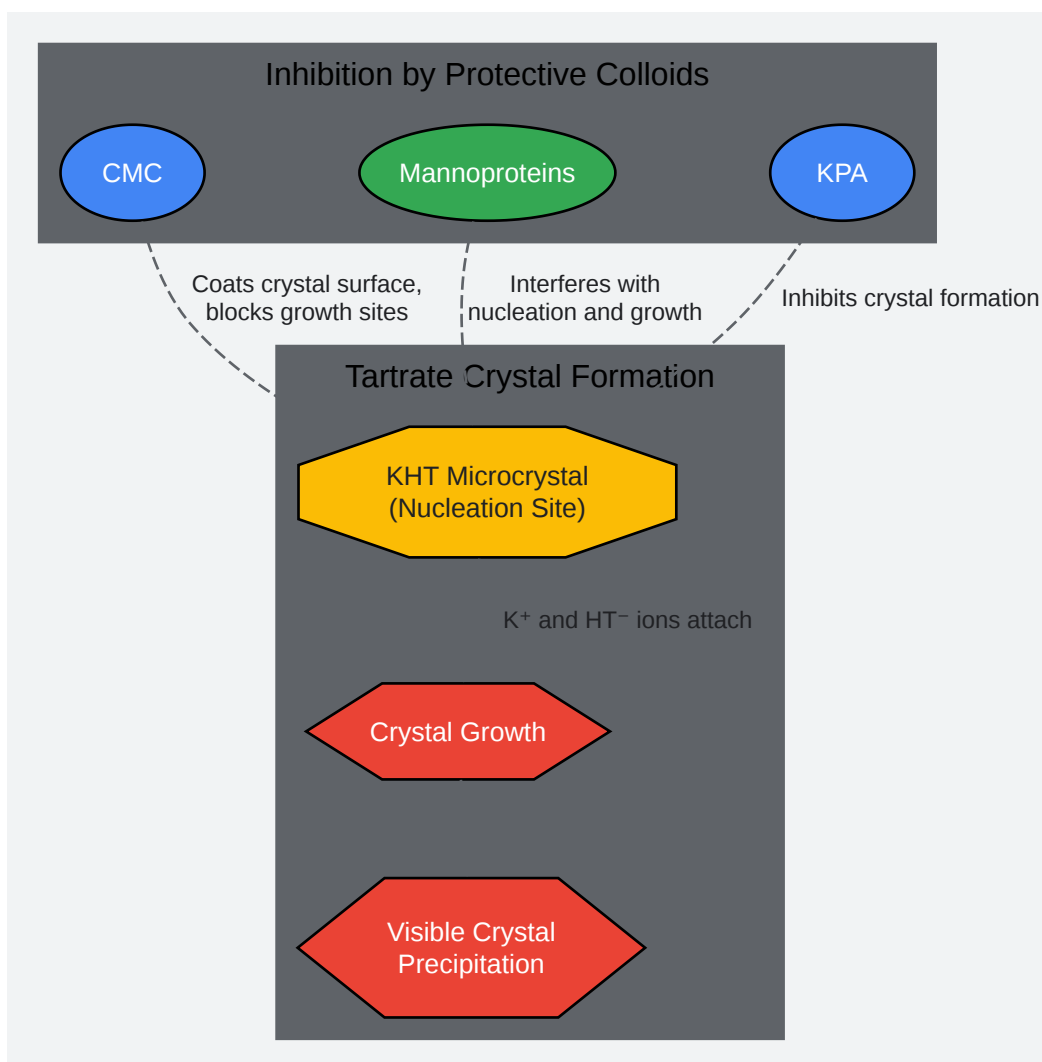 Inhibition by Protective Colloids
CMC
Mannoproteins
KPA
Coats crystal surface,
blocks growth sites
Interferes with
nucleation and growth
Inhibits crystal formation
Tartrate Crystal Formation
KHT Microcrystal
(Nucleation Site)
K⁺ and HT⁻ ions attach
Crystal Growth
Visible Crystal
Precipitation